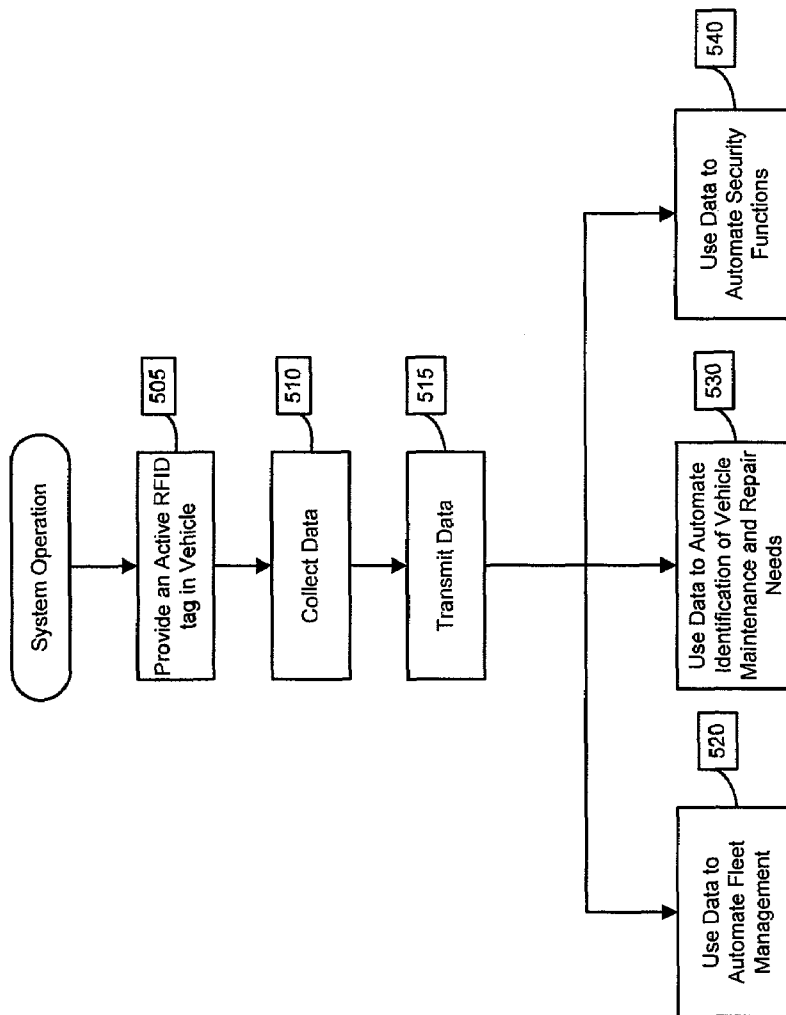 System Operation
505
Provide an Active RFID
tag in Vehicle
510
Collect Data
515
Transmit Data
520
Use Data to
Automate Fleet
Management
530
Use Data to Automate
Identification of Vehicle
Maintenance and Repair
Needs
540
Use Data to
Automate Security
Functions